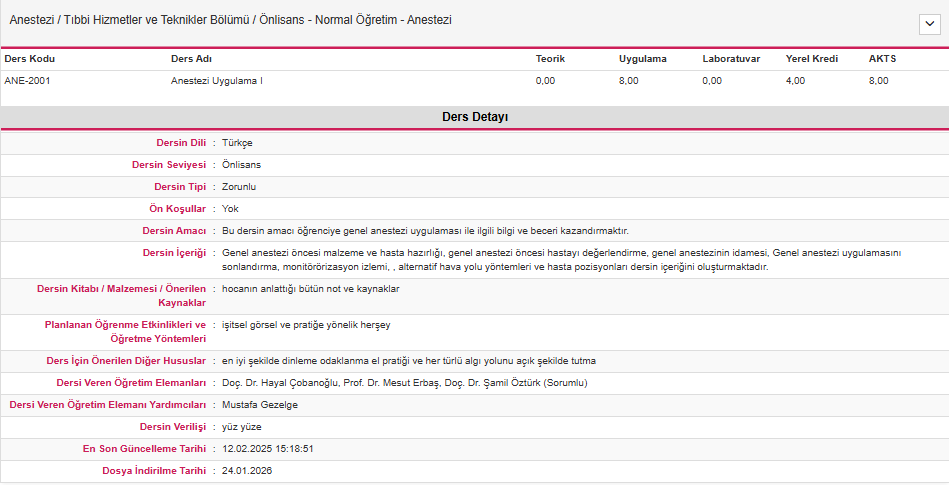 Anestezi / Tıbbi Hizmetler ve Teknikler Bölümü / Önlisans - Normal Öğretim - Anestezi
Ders Kodu Ders Adı Teorik Uygulama Laboratuvar Yerel Kredi AKTS
ANE-2001 Anestezi Uygulama I 0,00 8,00 0,00 4,00 8,00
Ders Detayı
Dersin Dili : Türkçe
Dersin Seviyesi : Önlisans
Dersin Tipi : Zorunlu
Ön Koşullar : Yok
Dersin Amacı : Bu dersin amacı öğrenciye genel anestezi uygulaması ile ilgili bilgi ve beceri kazandırmaktır.
Dersin İçeriği : Genel anestezi öncesi malzeme ve hasta hazırlığı, genel anestezi öncesi hastayı değerlendirme, genel anestezinin idamesi, Genel anestezi uygulamasını
sonlandırma, monitörörizasyon izlemi, , alternatif hava yolu yöntemleri ve hasta pozisyonları dersin içeriğini oluşturmaktadır.
Dersin Kitabı / Malzemesi / Önerilen : hocanın anlattığı bütün not ve kaynaklar
Kaynaklar
Planlanan Öğrenme Etkinlikleri ve : işitsel görsel ve pratiğe yönelik herşey
Öğretme Yöntemleri
Ders İçin Önerilen Diğer Hususlar : en iyi şekilde dinleme odaklanma el pratiği ve her türlü algı yolunu açık şekilde tutma
Dersi Veren Öğretim Elemanları : Doç. Dr. Hayal Çobanoğlu, Prof. Dr. Mesut Erbaş, Doç. Dr. Şamil Öztürk (Sorumlu)
Dersi Veren Öğretim Elemanı Yardımcıları : Mustafa Gezelge
Dersin Verilişi : yüz yüze
En Son Güncelleme Tarihi : 12.02.2025 15:18:51
Dosya İndirilme Tarihi : 24.01.2026